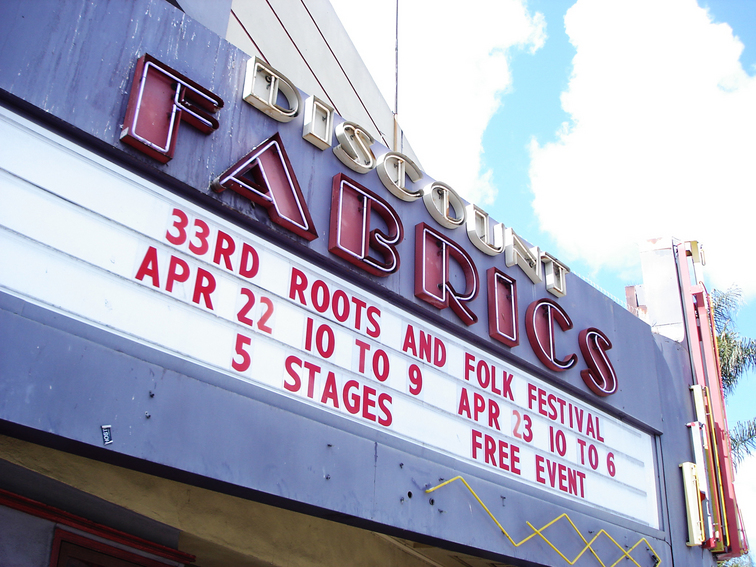 DISCOUNT
FABRICS
33RD ROOTS AND FOLK FESTIVAL
APR 22 10 TO 9 APR 23 10 TO 6
5 STAGES FREE EVENT